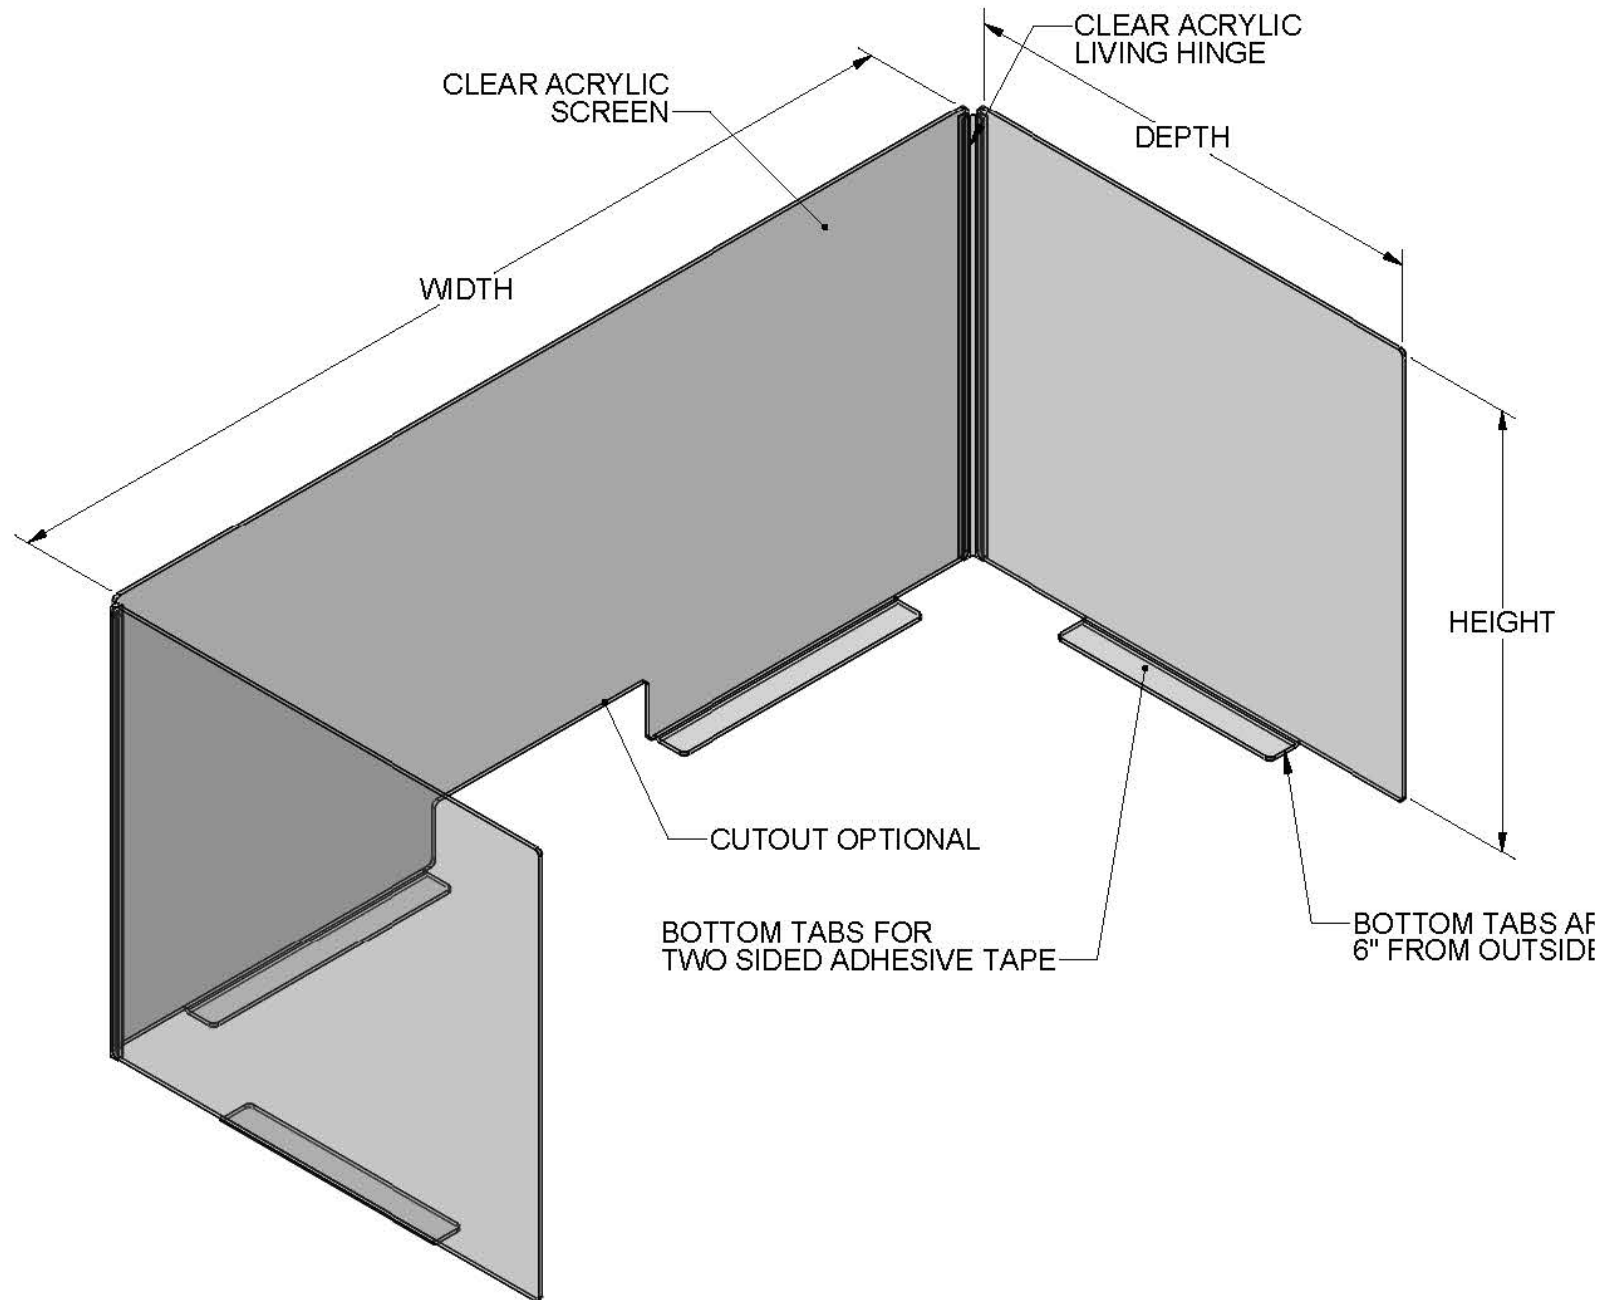 CLEAR ACRYLIC
LIVING HINGE
CLEAR ACRYLIC
SCREEN
DEPTH
WIDTH
HEIGHT
CUTOUT OPTIONAL
BOTTOM TABS FOR
TWO SIDED ADHESIVE TAPE
BOTTOM TABS
6" FROM OUTSIDE